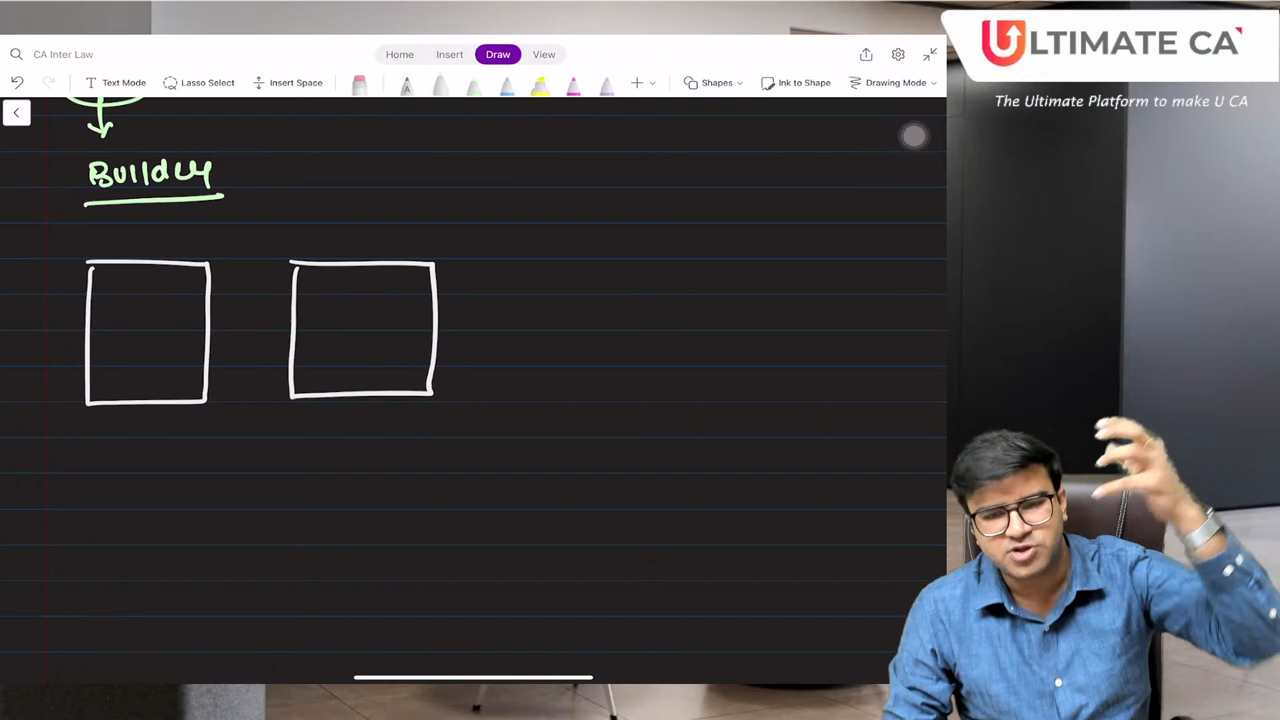 CA Inter Law
Home Insert Draw View
Text Mode Lasso Select Insert Space Shapes Ink to Shape Drawing Mode
ULTIMATE CA
The Ultimate Platform to make U CA
Builder